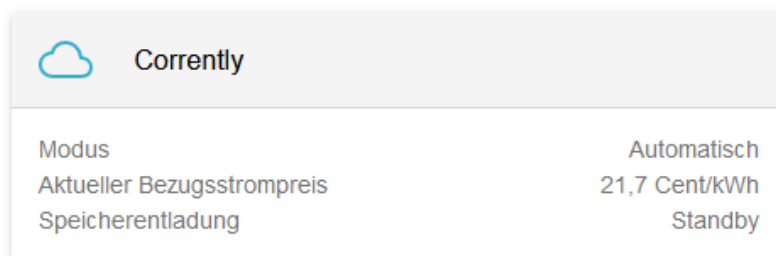 Corrently
Modus Automatisch
Aktueller Bezugsstrompreis 21,7 Cent/kWh
Speicherentladung Standby